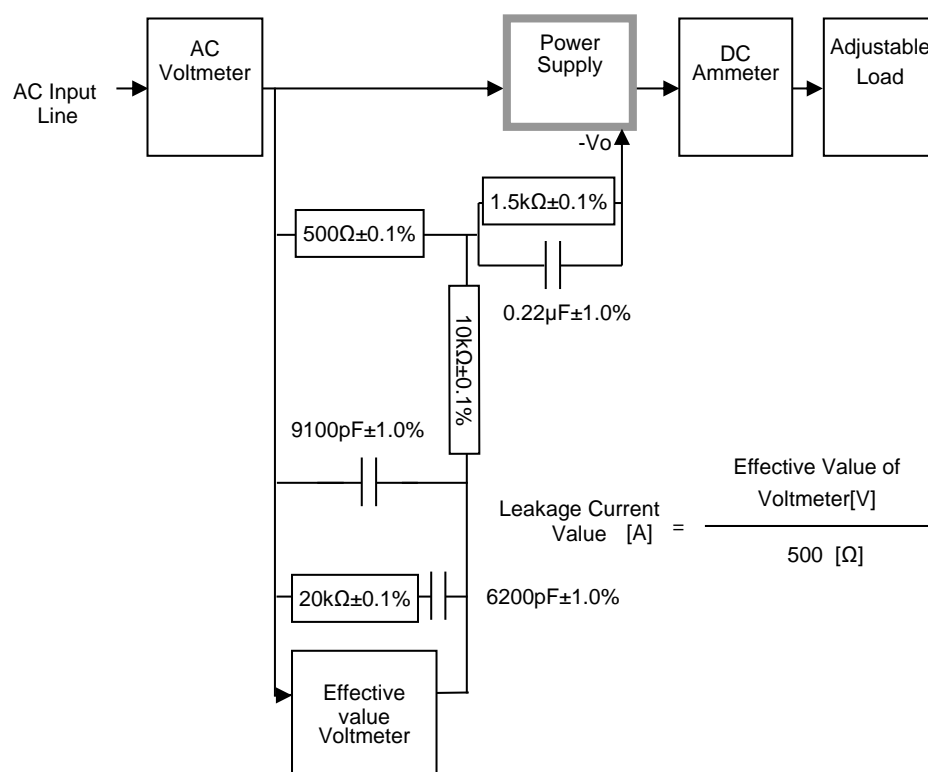 AC
Voltmeter
Power
Supply
DC
Ammeter
Adjustable
Load
AC Input
Line
-Vo
1.5kΩ±0.1%
500Ω±0.1%
0.22µF±1.0%
10kΩ±0.1%
9100pF±1.0%
Leakage Current
Value [A]
=
Effective Value of
Voltmeter[V]
500 [Ω]
20kΩ±0.1%
6200pF±1.0%
Effective
value
Voltmeter